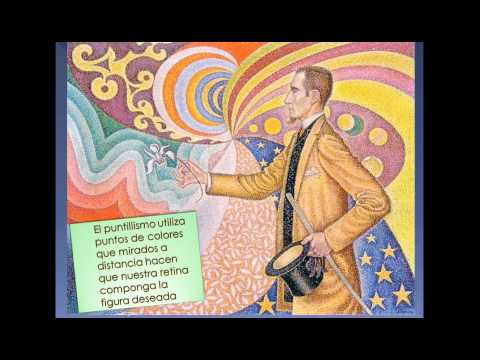 El puntillismo utiliza
puntos de colores
que mirados a
distancia hacen
que nuestra retina
componga la
figura deseada